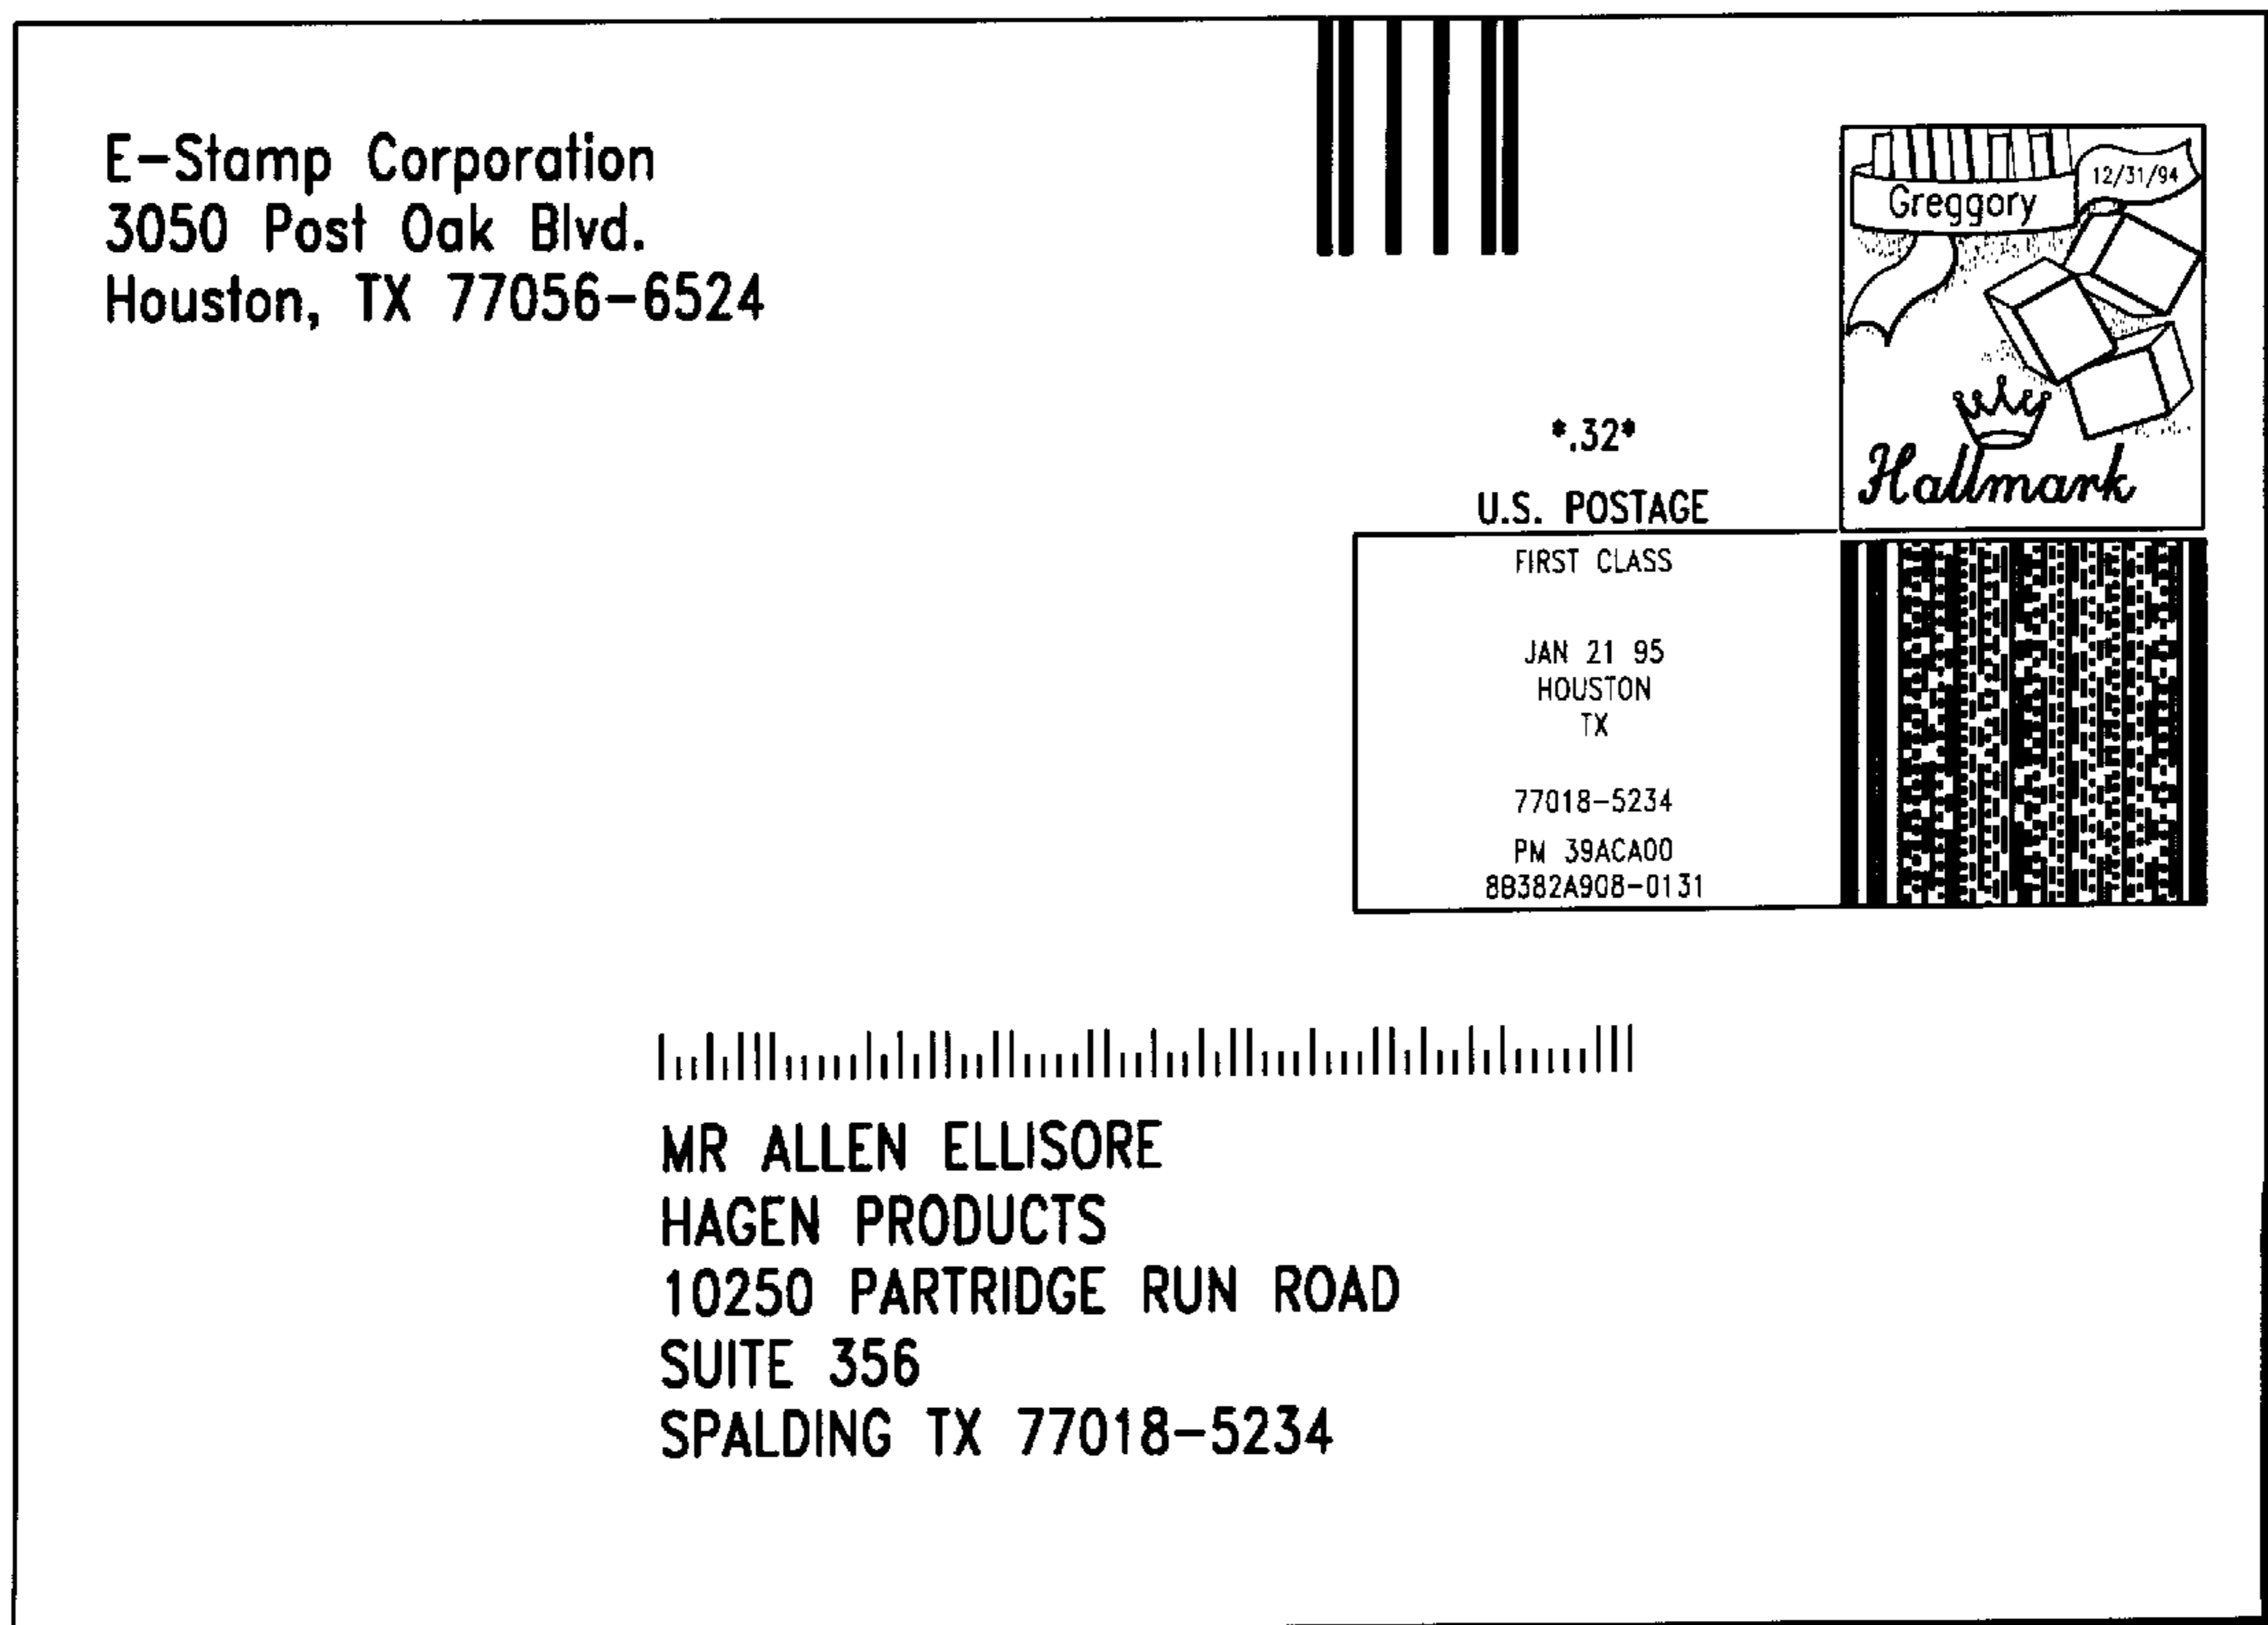 E-Stamp Corporation
3050 Post Oak Blvd.
Houston, TX 77056-6524
12/31/94
Greggory
Hallmark
*.32*
U.S. POSTAGE
FIRST CLASS
JAN 21 95
HOUSTON
TX
77018-5234
PM 39ACA00
8B382A908-0131
MR ALLEN ELLISORE
HAGEN PRODUCTS
10250 PARTRIDGE RUN ROAD
SUITE 356
SPALDING TX 77018-5234